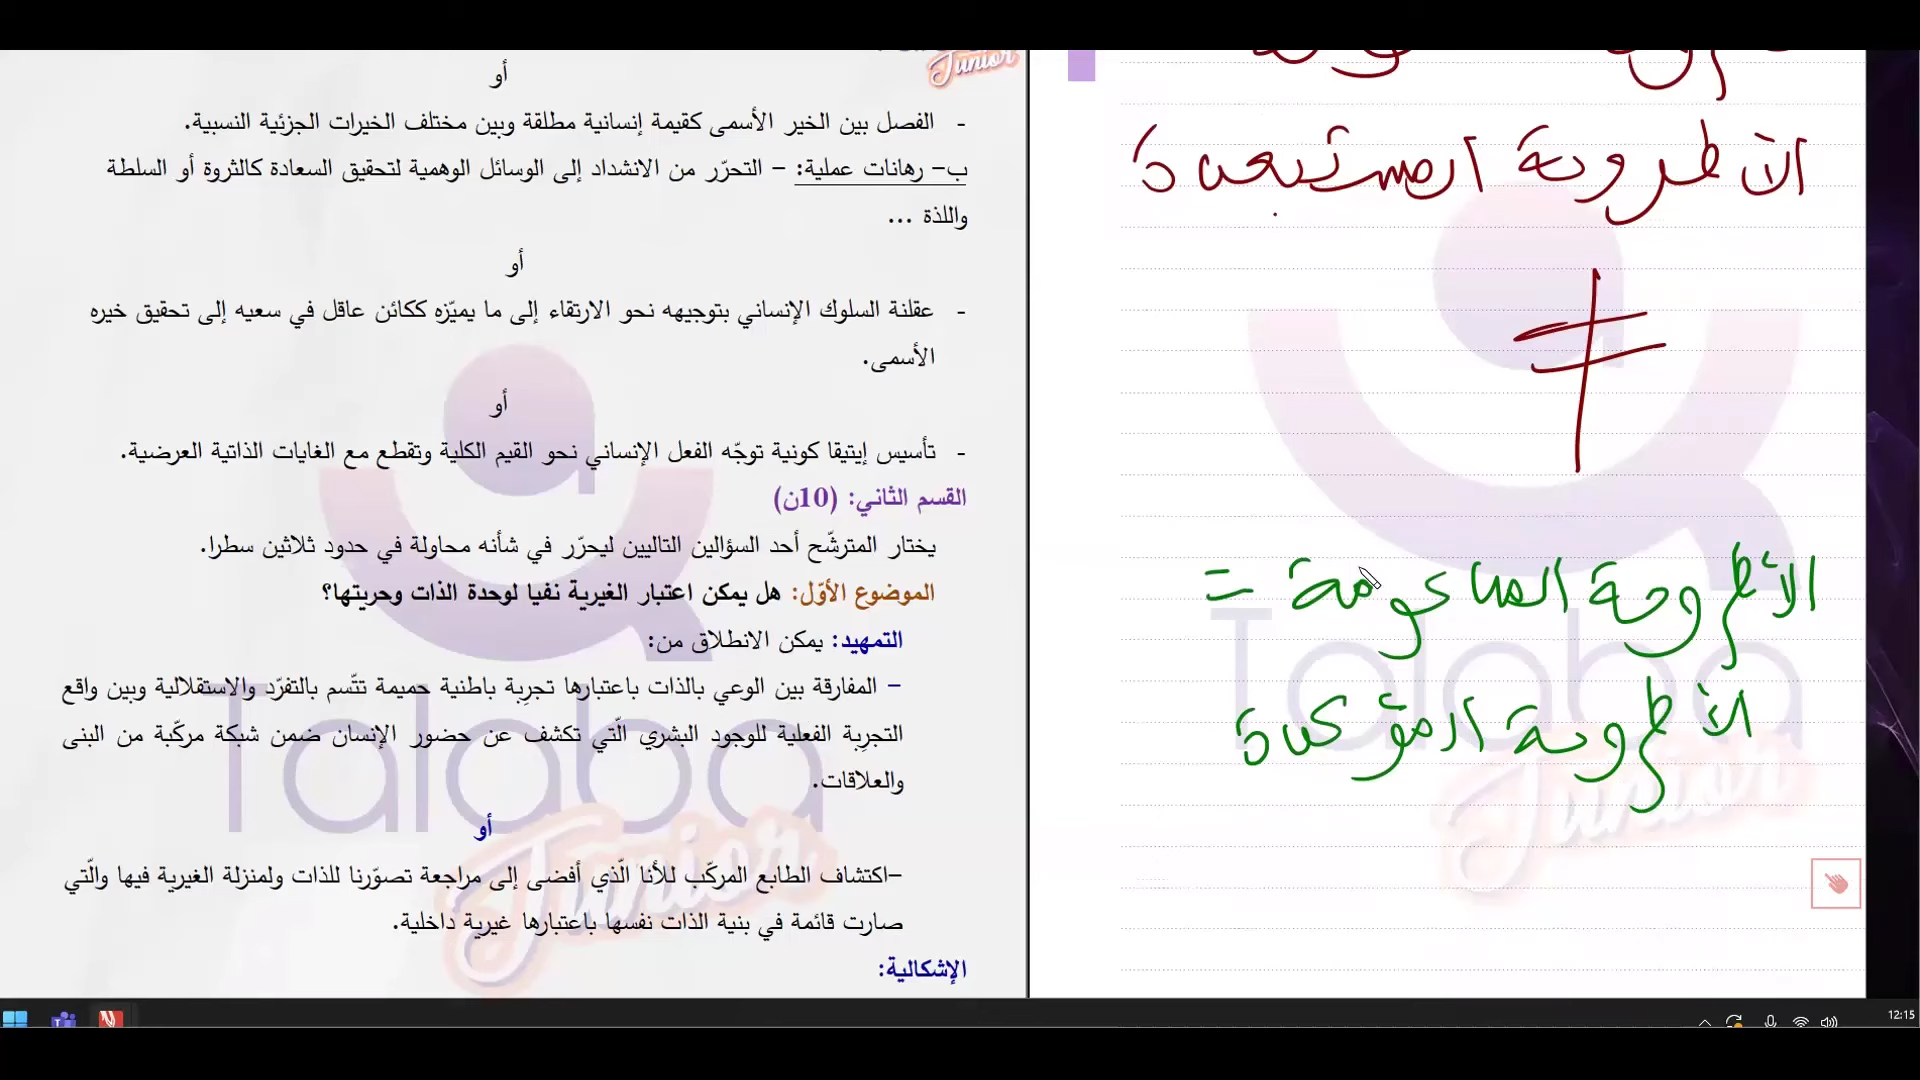 أو
- الفصل بين الخير الأسمى كقيمة إنسانية مطلقة وبين مختلف الخيرات الجزئية النسبية.
ب- رهانات عملية: - التحرّر من الانشداد إلى الوسائل الوهمية لتحقيق السعادة كالثروة أو السلطة
واللذة ...
أو
- عقلنة السلوك الإنساني بتوجيهه نحو الارتقاء إلى ما يميّزه ككائن عاقل في سعيه إلى تحقيق خيره
الأسمى.
أو
- تأسيس إيتيقا كونية توجّه الفعل الإنساني نحو القيم الكلية وتقطع مع الغايات الذاتية العرضية.
القسم الثاني: (10ن)
يختار المترشّح أحد السؤالين التاليين ليحرّر في شأنه محاولة في حدود ثلاثين سطرا.
الموضوع الأوّل: هل يمكن اعتبار الغيرية نفيا لوحدة الذات وحريتها؟
التمهيد: يمكن الانطلاق من:
– المفارقة بين الوعي بالذات باعتبارها تجرِبة باطنية حميمة تتّسم بالتفرّد والاستقلالية وبين واقع
التجرِبة الفعلية للوجود البشري الّتي تكشف عن حضور الإنسان ضمن شبكة مركّبة من البنى
والعلاقات.
أو
–اكتشاف الطابع المركّب للأنا الّذي أفضى إلى مراجعة تصوّرنا للذات ولمنزلة الغيرية فيها والّتي
صارت قائمة في بنية الذات نفسها باعتبارها غيرية داخلية.
الإشكالية:
الأطروحة المستبعدة
≠
الأطروحة المدعومة =
الأطروحة المؤكدة
Talaba
Junior
12:15